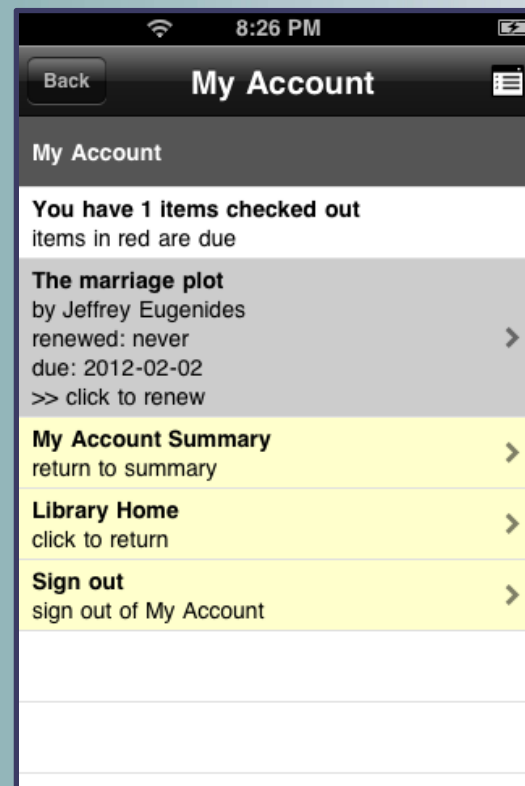 8:26 PM
Back
My Account
My Account
You have 1 items checked out
items in red are due
The marriage plot
by Jeffrey Eugenides
renewed: never
due: 2012-02-02
>> click to renew
My Account Summary
return to summary
Library Home
click to return
Sign out
sign out of My Account